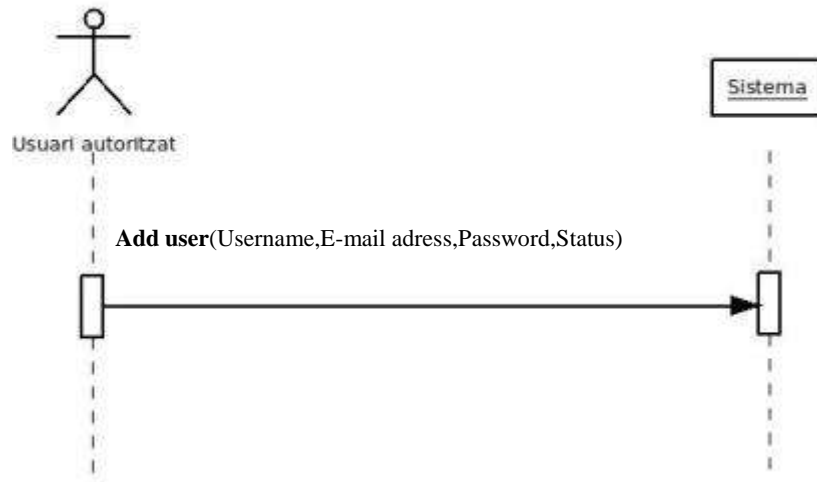 Sistema
Usuari autoritzat
Add user(Username,E-mail adress,Password,Status)